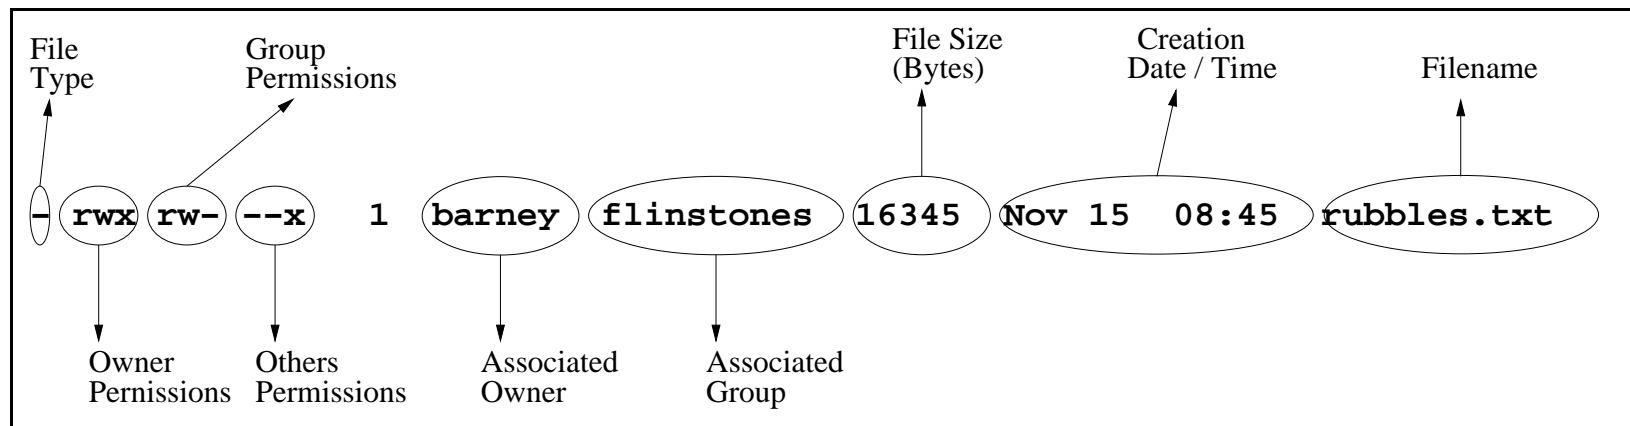 File
Type
Group
Permissions
File Size
(Bytes)
Creation
Date / Time
Filename
- rwx rw- --x 1 barney flinstones 16345 Nov 15 08:45 rubbles.txt
Owner
Pernissions
Others
Permissions
Associated
Owner
Associated
Group